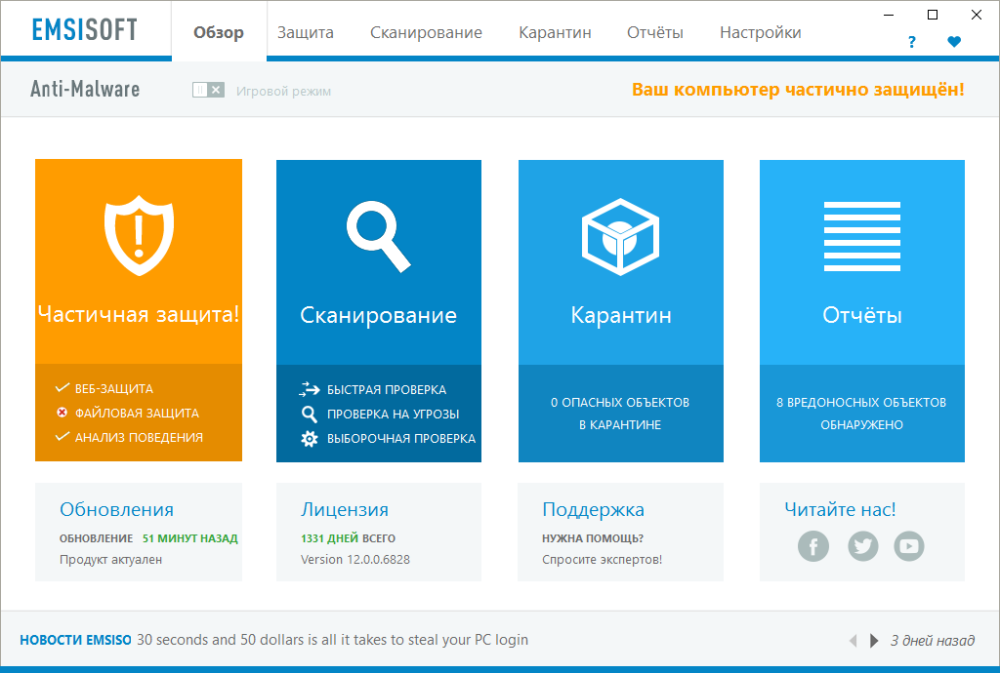 EMSISOFT
Обзор Защита Сканирование Карантин Отчёты Настройки
?
Anti-Malware Игровой режим Ваш компьютер частично защищён!
Частичная защита!
ВЕБ-ЗАЩИТА
ФАЙЛОВАЯ ЗАЩИТА
АНАЛИЗ ПОВЕДЕНИЯ
Сканирование
БЫСТРАЯ ПРОВЕРКА
ПРОВЕРКА НА УГРОЗЫ
ВЫБОРОЧНАЯ ПРОВЕРКА
Карантин
0 ОПАСНЫХ ОБЪЕКТОВ
В КАРАНТИНЕ
Отчёты
8 ВРЕДОНОСНЫХ ОБЪЕКТОВ
ОБНАРУЖЕНО
Обновления
ОБНОВЛЕНИЕ 51 МИНУТ НАЗАД
Продукт актуален
Лицензия
1331 ДНЕЙ ВСЕГО
Version 12.0.0.6828
Поддержка
НУЖНА ПОМОЩЬ?
Спросите экспертов!
Читайте нас!
НОВОСТИ EMSISO 30 seconds and 50 dollars is all it takes to steal your PC login 3 дней назад